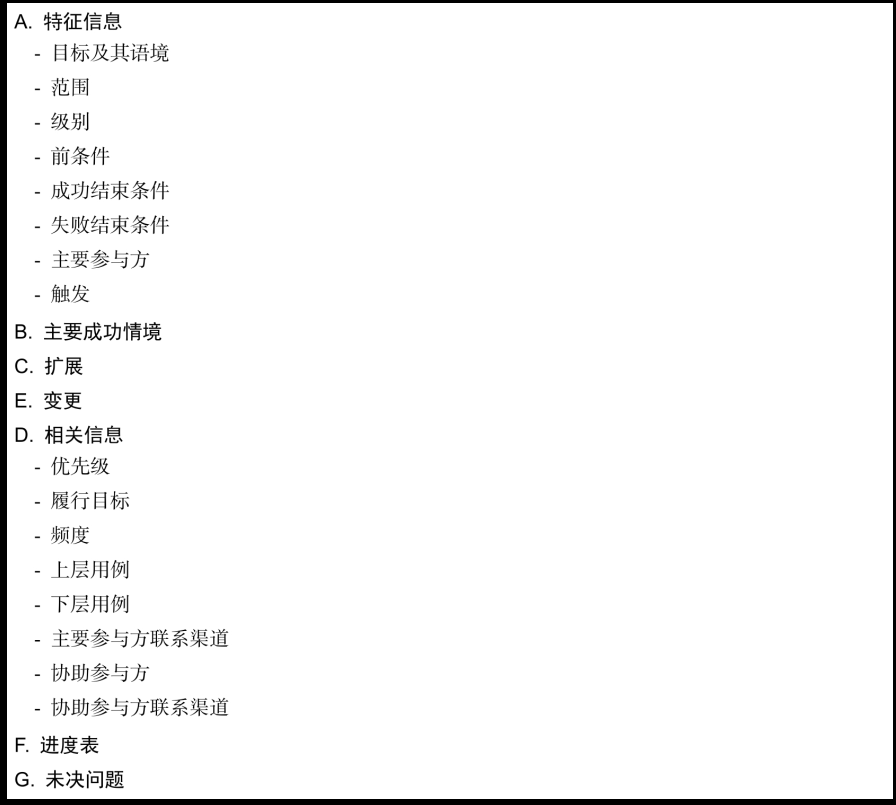 A. 特征信息
- 目标及其语境
- 范围
- 级别
- 前条件
- 成功结束条件
- 失败结束条件
- 主要参与方
- 触发
B. 主要成功情境
C. 扩展
E. 变更
D. 相关信息
- 优先级
- 履行目标
- 频度
- 上层用例
- 下层用例
- 主要参与方联系渠道
- 协助参与方
- 协助参与方联系渠道
F. 进度表
G. 未决问题